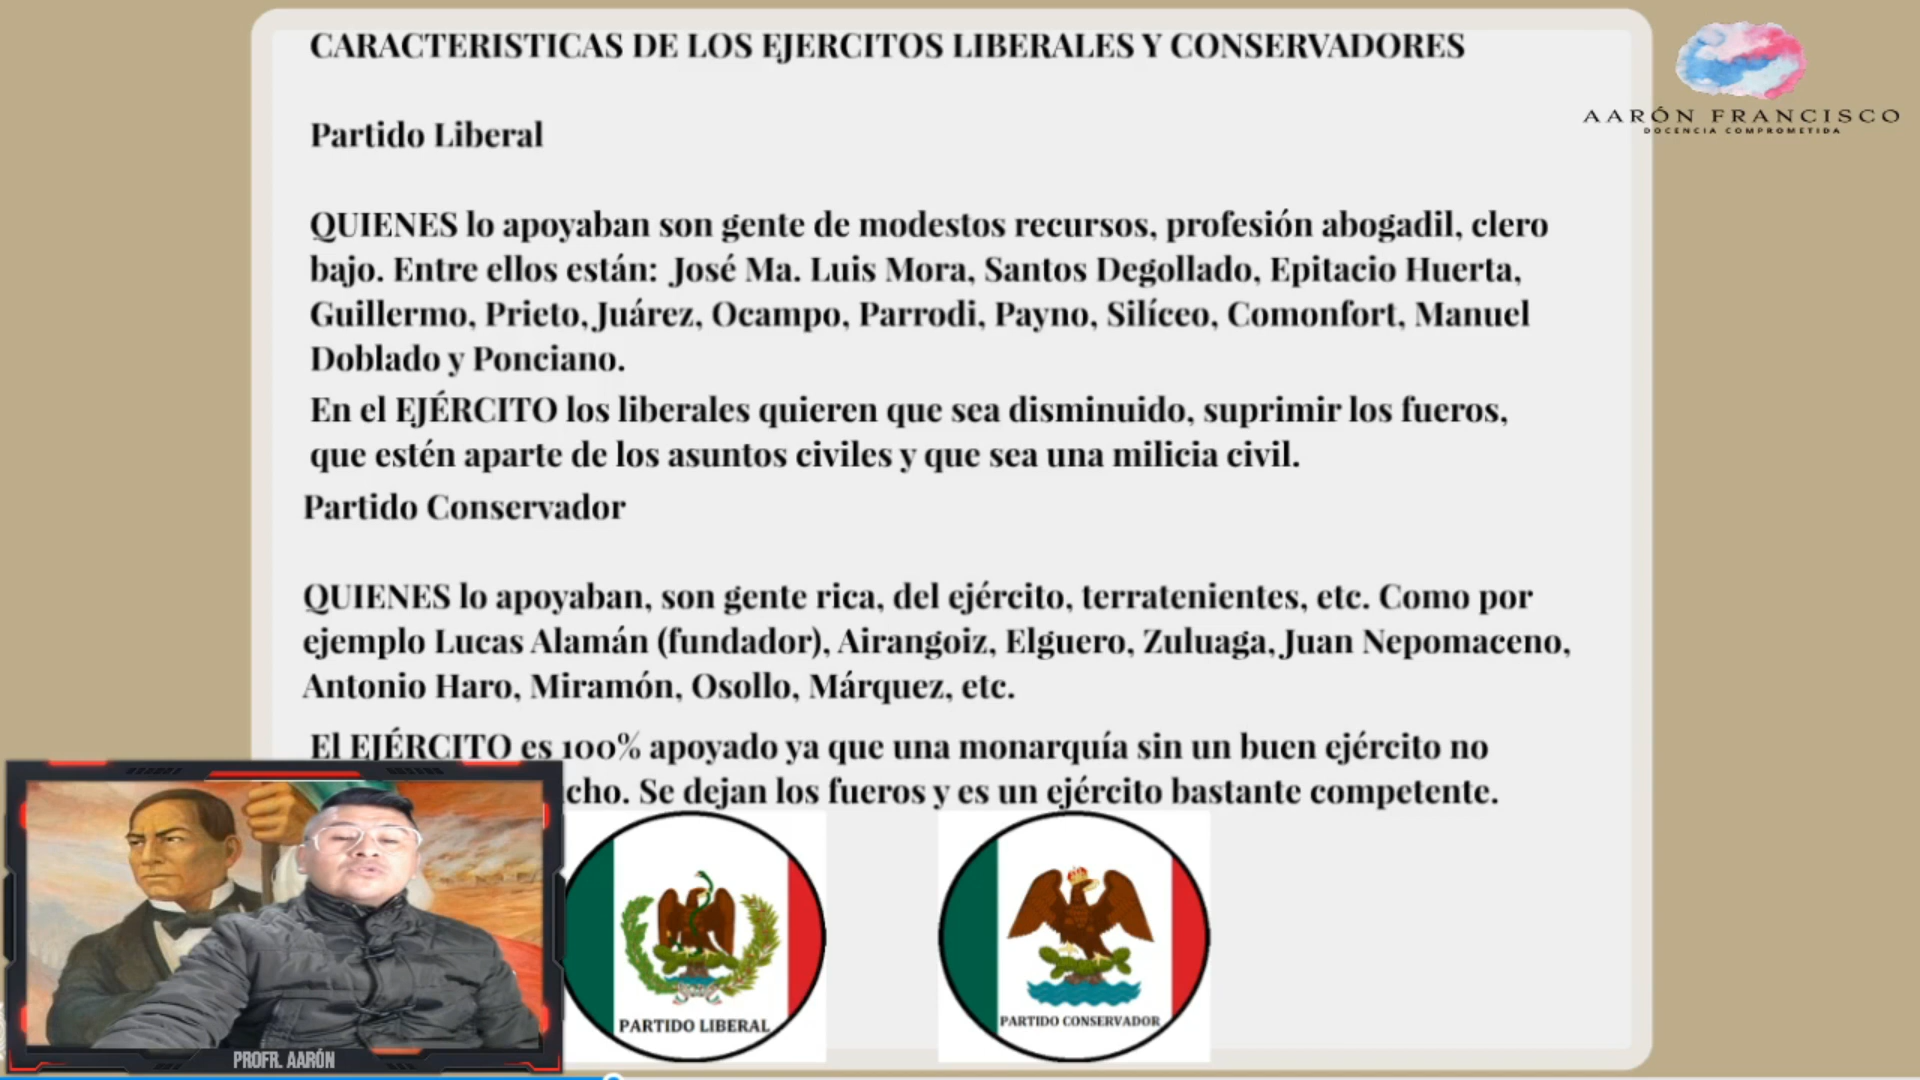 CARACTERISTICAS DE LOS EJERCITOS LIBERALES Y CONSERVADORES
AARÓN FRANCISCO
DOCENCIA COMPROMETIDA
Partido Liberal
QUIENES lo apoyaban son gente de modestos recursos, profesión abogadil, clero
bajo. Entre ellos están: José Ma. Luis Mora, Santos Degollado, Epitacio Huerta,
Guillermo, Prieto, Juárez, Ocampo, Parrodi, Payno, Silíceo, Comonfort, Manuel
Doblado y Ponciano.
En el EJÉRCITO los liberales quieren que sea disminuido, suprimir los fueros,
que estén aparte de los asuntos civiles y que sea una milicia civil.
Partido Conservador
QUIENES lo apoyaban, son gente rica, del ejército, terratenientes, etc. Como por
ejemplo Lucas Alamán (fundador), Airangoiz, Elguero, Zuluaga, Juan Nepomaceno,
Antonio Haro, Miramón, Osollo, Márquez, etc.
El EJÉRCITO es 100% apoyado ya que una monarquía sin un buen ejército no
cho. Se dejan los fueros y es un ejército bastante competente.
PARTIDO LIBERAL
PARTIDO CONSERVADOR
PROFR. AARÓN